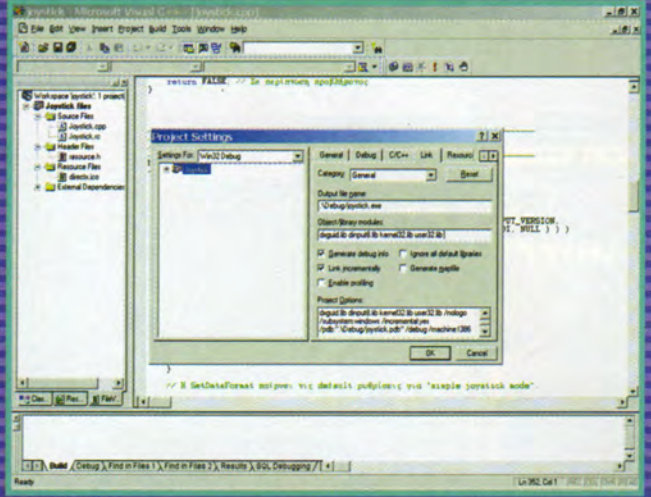 Joystick - Microsoft Visual C++ - [Joystick.cpp]
File Edit View Insert Project Build Tools Window Help
return FALSE; // Σε περίπτωση προβλήματος
}
Workspace 'joystick': 1 project
Joystick files
Source Files
Joystick.cpp
Joystick.rc
Header Files
resource.h
Resource Files
directx.ico
External Dependencies
Project Settings
Settings For: Win32 Debug
Joystick
General Debug C/C++ Link Resourc
Category: General Reset
Output file name:
.\Debug/joystick.exe
Object/library modules:
dxguid.lib dinput8.lib kernel32.lib user32.lib
Generate debug info Ignore all default libraries
Link incrementally Generate mapfile
Enable profiling
Project Options:
dxguid.lib dinput8.lib kernel32.lib user32.lib /nologo
/subsystem:windows /incremental:yes
/pdb:".\Debug/joystick.pdb" /debug /machine:I386
OK Cancel
PUT_VERSION,
NULL ) ) )
}
// Η SetDataFormat παίρνει τις default ρυθμίσεις για "simple joystick mode".
Clas... Res... FileV...
Build Debug Find in Files 1 Find in Files 2 Results SQL Debugging
Ready
Ln 352, Col 1